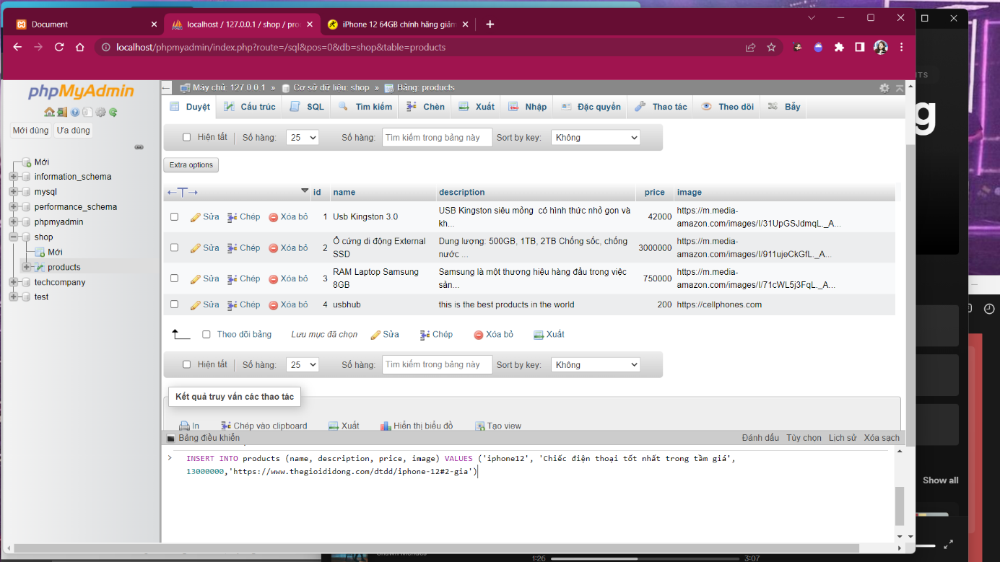 Document
localhost / 127.0.0.1 / shop / pro
iPhone 12 64GB chính hãng giảm
localhost/phpmyadmin/index.php?route=/sql&pos=0&db=shop&table=products
phpMyAdmin
Mới dùng
Ưa dùng
Mới
information_schema
mysql
performance_schema
phpmyadmin
shop
Mới
products
techcompany
test
Máy chủ: 127.0.0.1 » Cơ sở dữ liệu: shop » Bảng: products
Duyệt Cấu trúc SQL Tìm kiếm Chèn Xuất Nhập Đặc quyền Thao tác Theo dõi Bẫy
Hiện tất Số hàng: 25 Số hàng: Tìm kiếm trong bảng này Sort by key: Không
Extra options
id name description price image
Sửa Chép Xóa bỏ 1 Usb Kingston 3.0 USB Kingston siêu mỏng có hình thức nhỏ gọn và kh... 42000 https://m.media-amazon.com/images/I/31UpGSJdmqL._A...
Sửa Chép Xóa bỏ 2 Ổ cứng di động External SSD Dung lượng: 500GB, 1TB, 2TB Chống sốc, chống nước ... 3000000 https://m.media-amazon.com/images/I/911ujeCkGfL._A...
Sửa Chép Xóa bỏ 3 RAM Laptop Samsung 8GB Samsung là một thương hiệu hàng đầu trong việc sản... 750000 https://m.media-amazon.com/images/I/71cWL5j3FqL._A...
Sửa Chép Xóa bỏ 4 usbhub this is the best products in the world 200 https://cellphones.com
Theo dõi bảng Lưu mục đã chọn Sửa Chép Xóa bỏ Xuất
Hiện tất Số hàng: 25 Số hàng: Tìm kiếm trong bảng này Sort by key: Không
Kết quả truy vấn các thao tác
In Chép vào clipboard Xuất Hiển thị biểu đồ Tạo view
Bảng điều khiển Đánh dấu Tùy chọn Lịch sử Xóa sạch
> INSERT INTO products (name, description, price, image) VALUES ('iphone12', 'Chiếc điện thoại tốt nhất trong tầm giá',
13000000,'https://www.thegioididong.com/dtdd/iphone-12#2-gia')
Show all
1:26
3:07